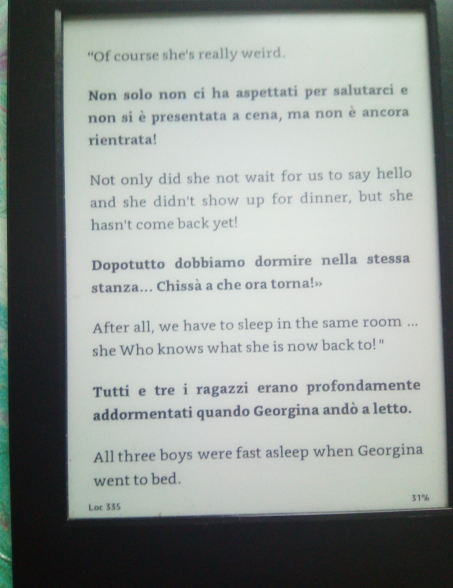 "Of course she's really weird.
Non solo non ci ha aspettati per salutarci e
non si è presentata a cena, ma non è ancora
rientrata!
Not only did she not wait for us to say hello
and she didn't show up for dinner, but she
hasn't come back yet!
Dopotutto dobbiamo dormire nella stessa
stanza... Chissà a che ora torna!»
After all, we have to sleep in the same room ...
she Who knows what she is now back to! "
Tutti e tre i ragazzi erano profondamente
addormentati quando Georgina andò a letto.
All three boys were fast asleep when Georgina
went to bed.
Loc 335 31%